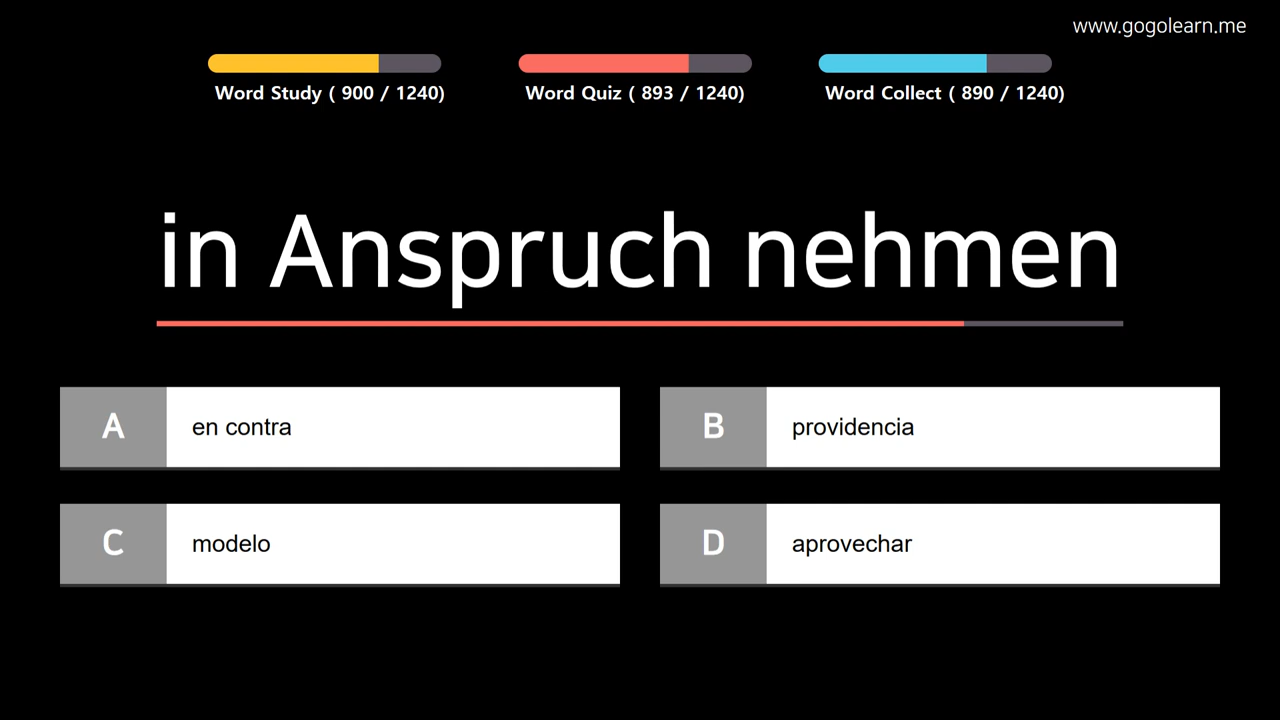 www.gogolearn.me
Word Study ( 900 / 1240)
Word Quiz ( 893 / 1240)
Word Collect ( 890 / 1240)
in Anspruch nehmen
A
en contra
B
providencia
C
modelo
D
aprovechar